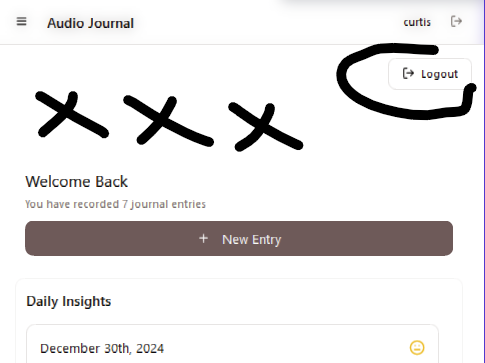 Audio Journal curtis
Logout
Welcome Back
You have recorded 7 journal entries
+ New Entry
Daily Insights
December 30th, 2024